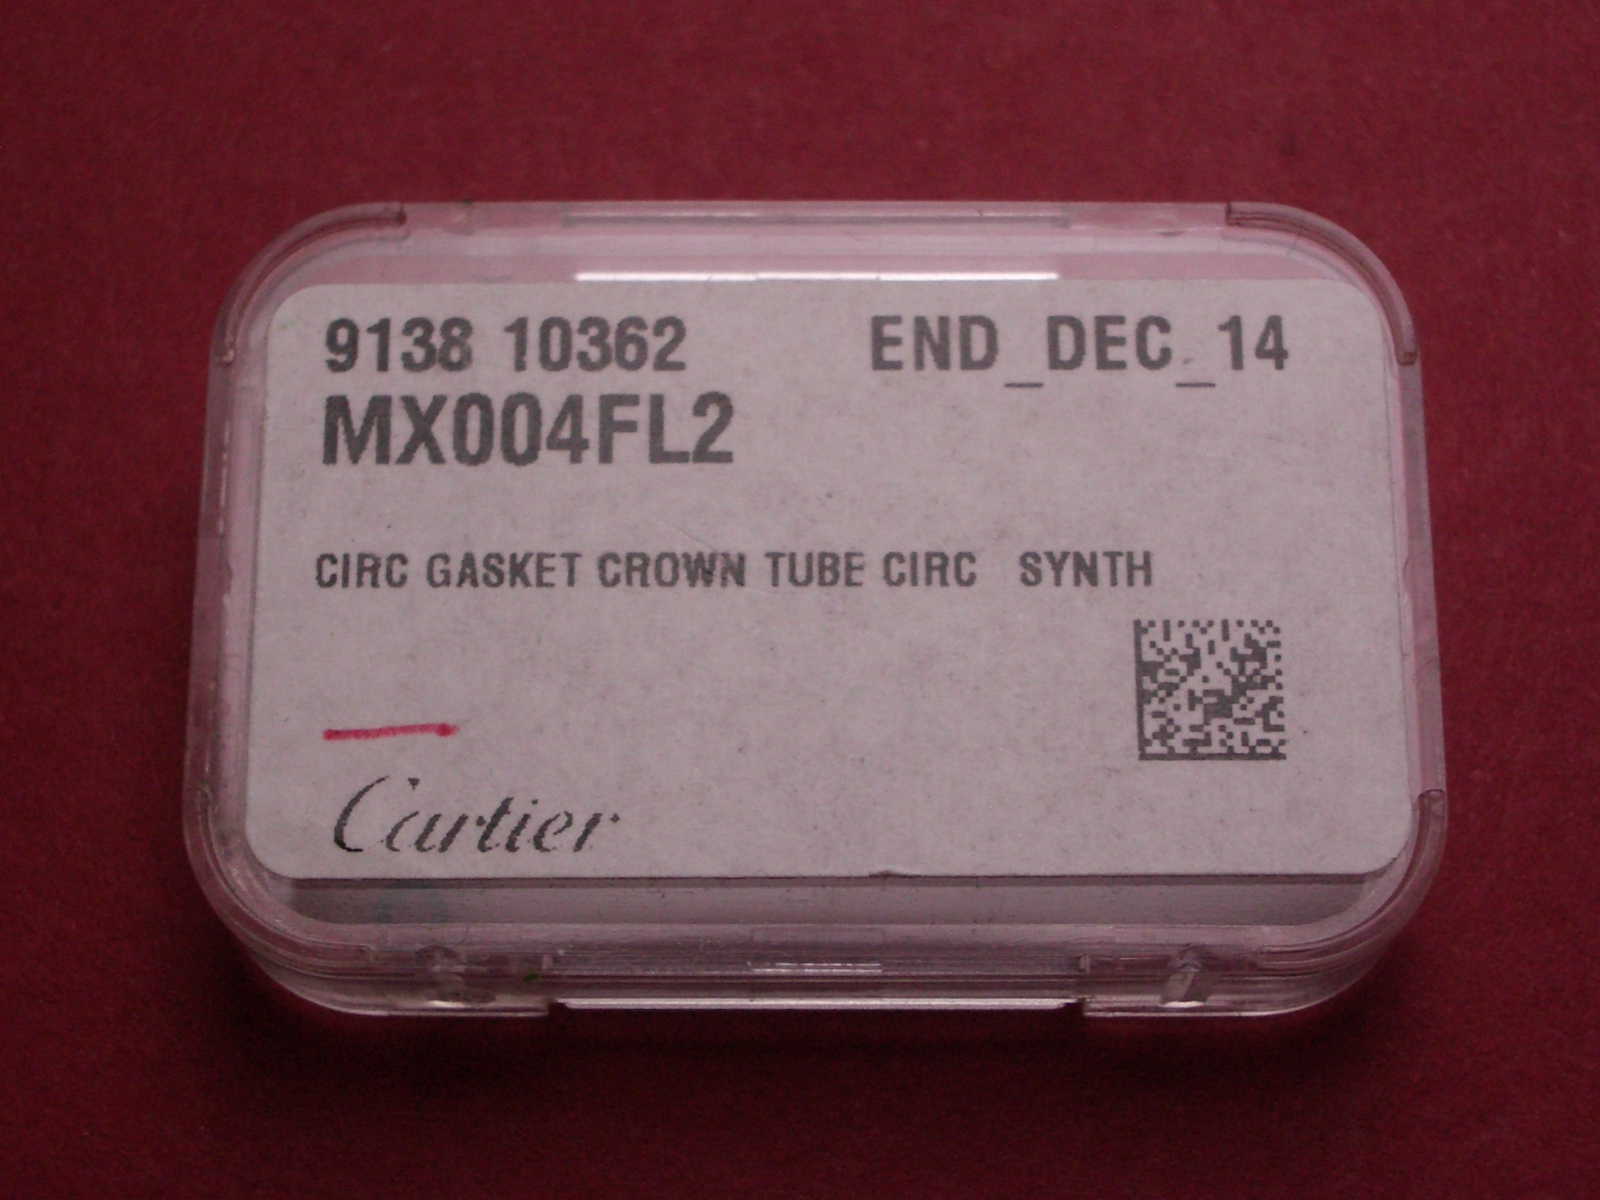 9138 10362 END_DEC_14
MX004FL2
CIRC GASKET CROWN TUBE CIRC SYNTH
Cartier